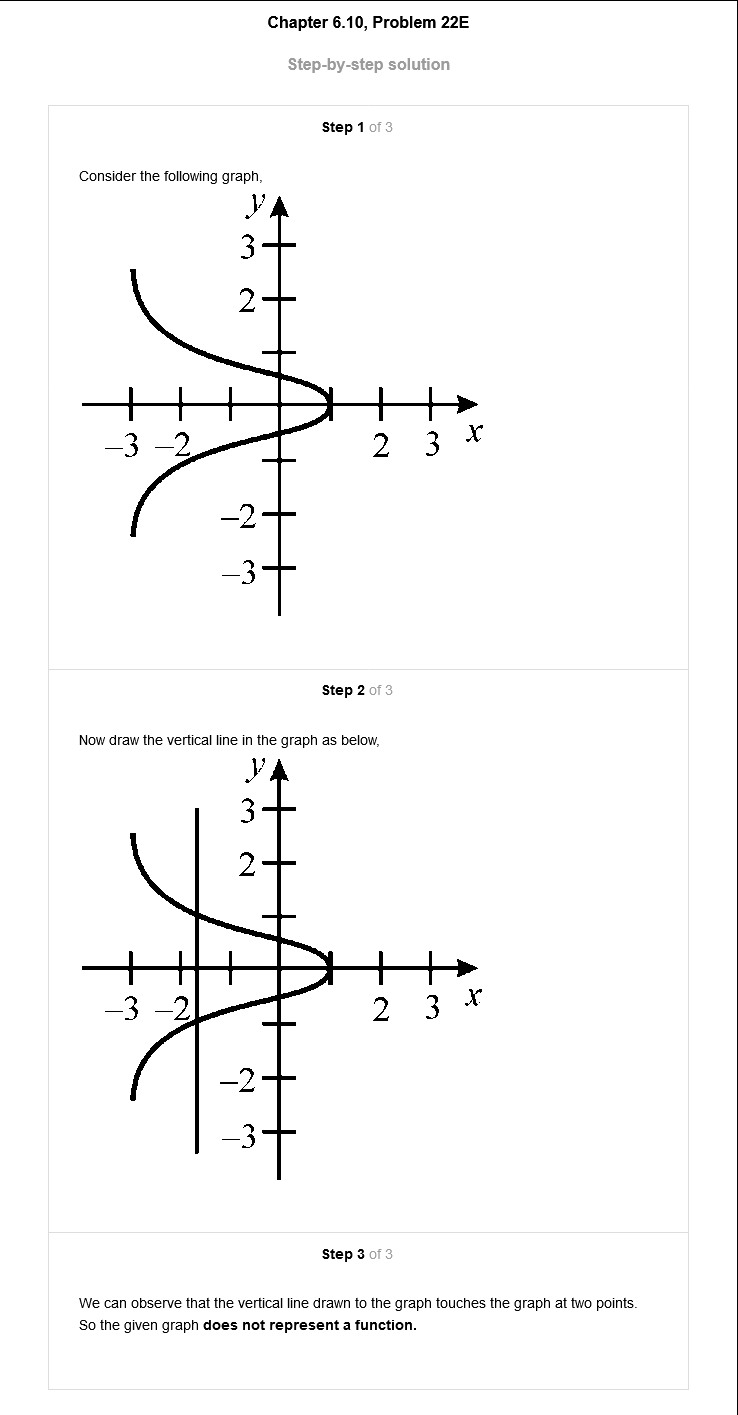 Chapter 6.10, Problem 22E
Step-by-step solution
Step 1 of 3
Consider the following graph,
y
3
2
−3 −2 2 3 x
−2
−3
Step 2 of 3
Now draw the vertical line in the graph as below,
y
3
2
−3 −2 2 3 x
−2
−3
Step 3 of 3
We can observe that the vertical line drawn to the graph touches the graph at two points.
So the given graph does not represent a function.